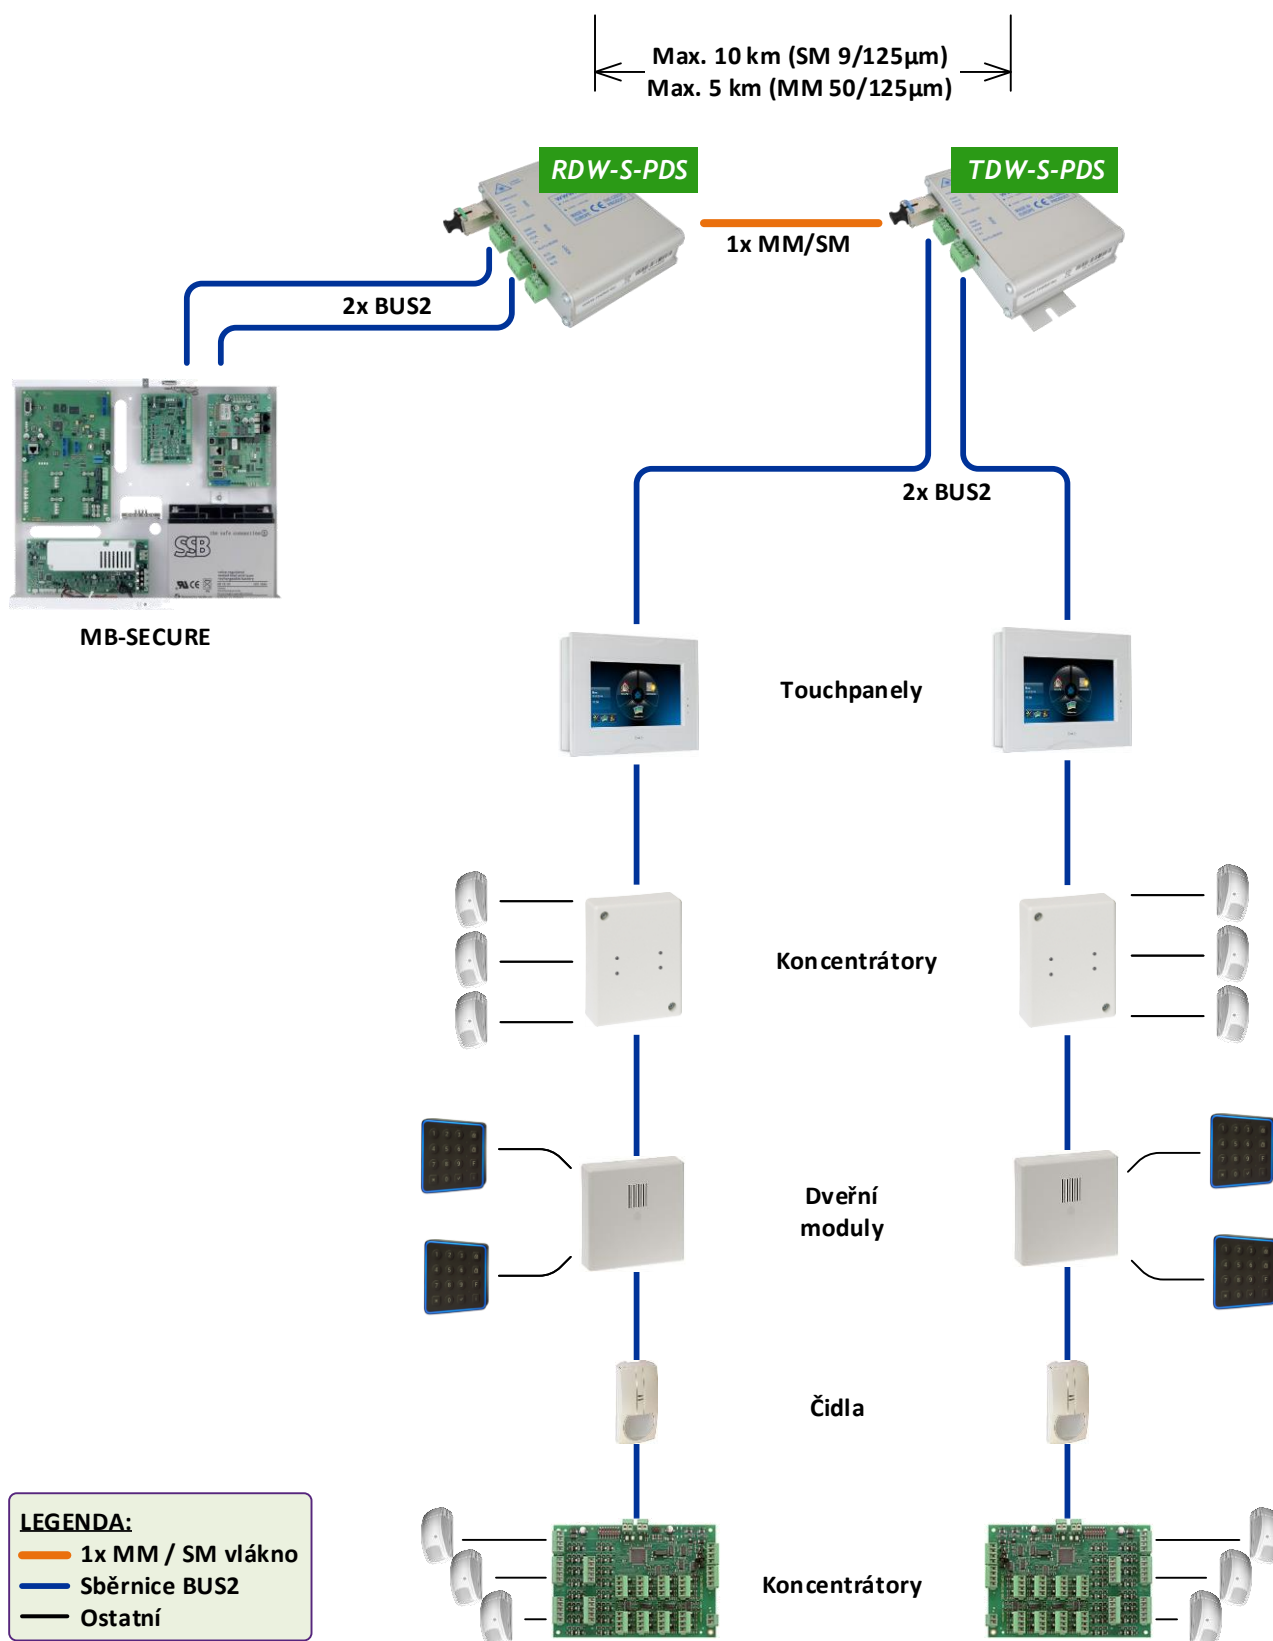 Max. 10 km (SM 9/125µm)
Max. 5 km (MM 50/125µm)
RDW-S-PDS
TDW-S-PDS
1x MM/SM
2x BUS2
2x BUS2
SSB
MB-SECURE
Touchpanely
Koncentrátory
Dveřní
moduly
Čidla
Koncentrátory
LEGENDA:
1x MM / SM vlákno
Sběrnice BUS2
Ostatní